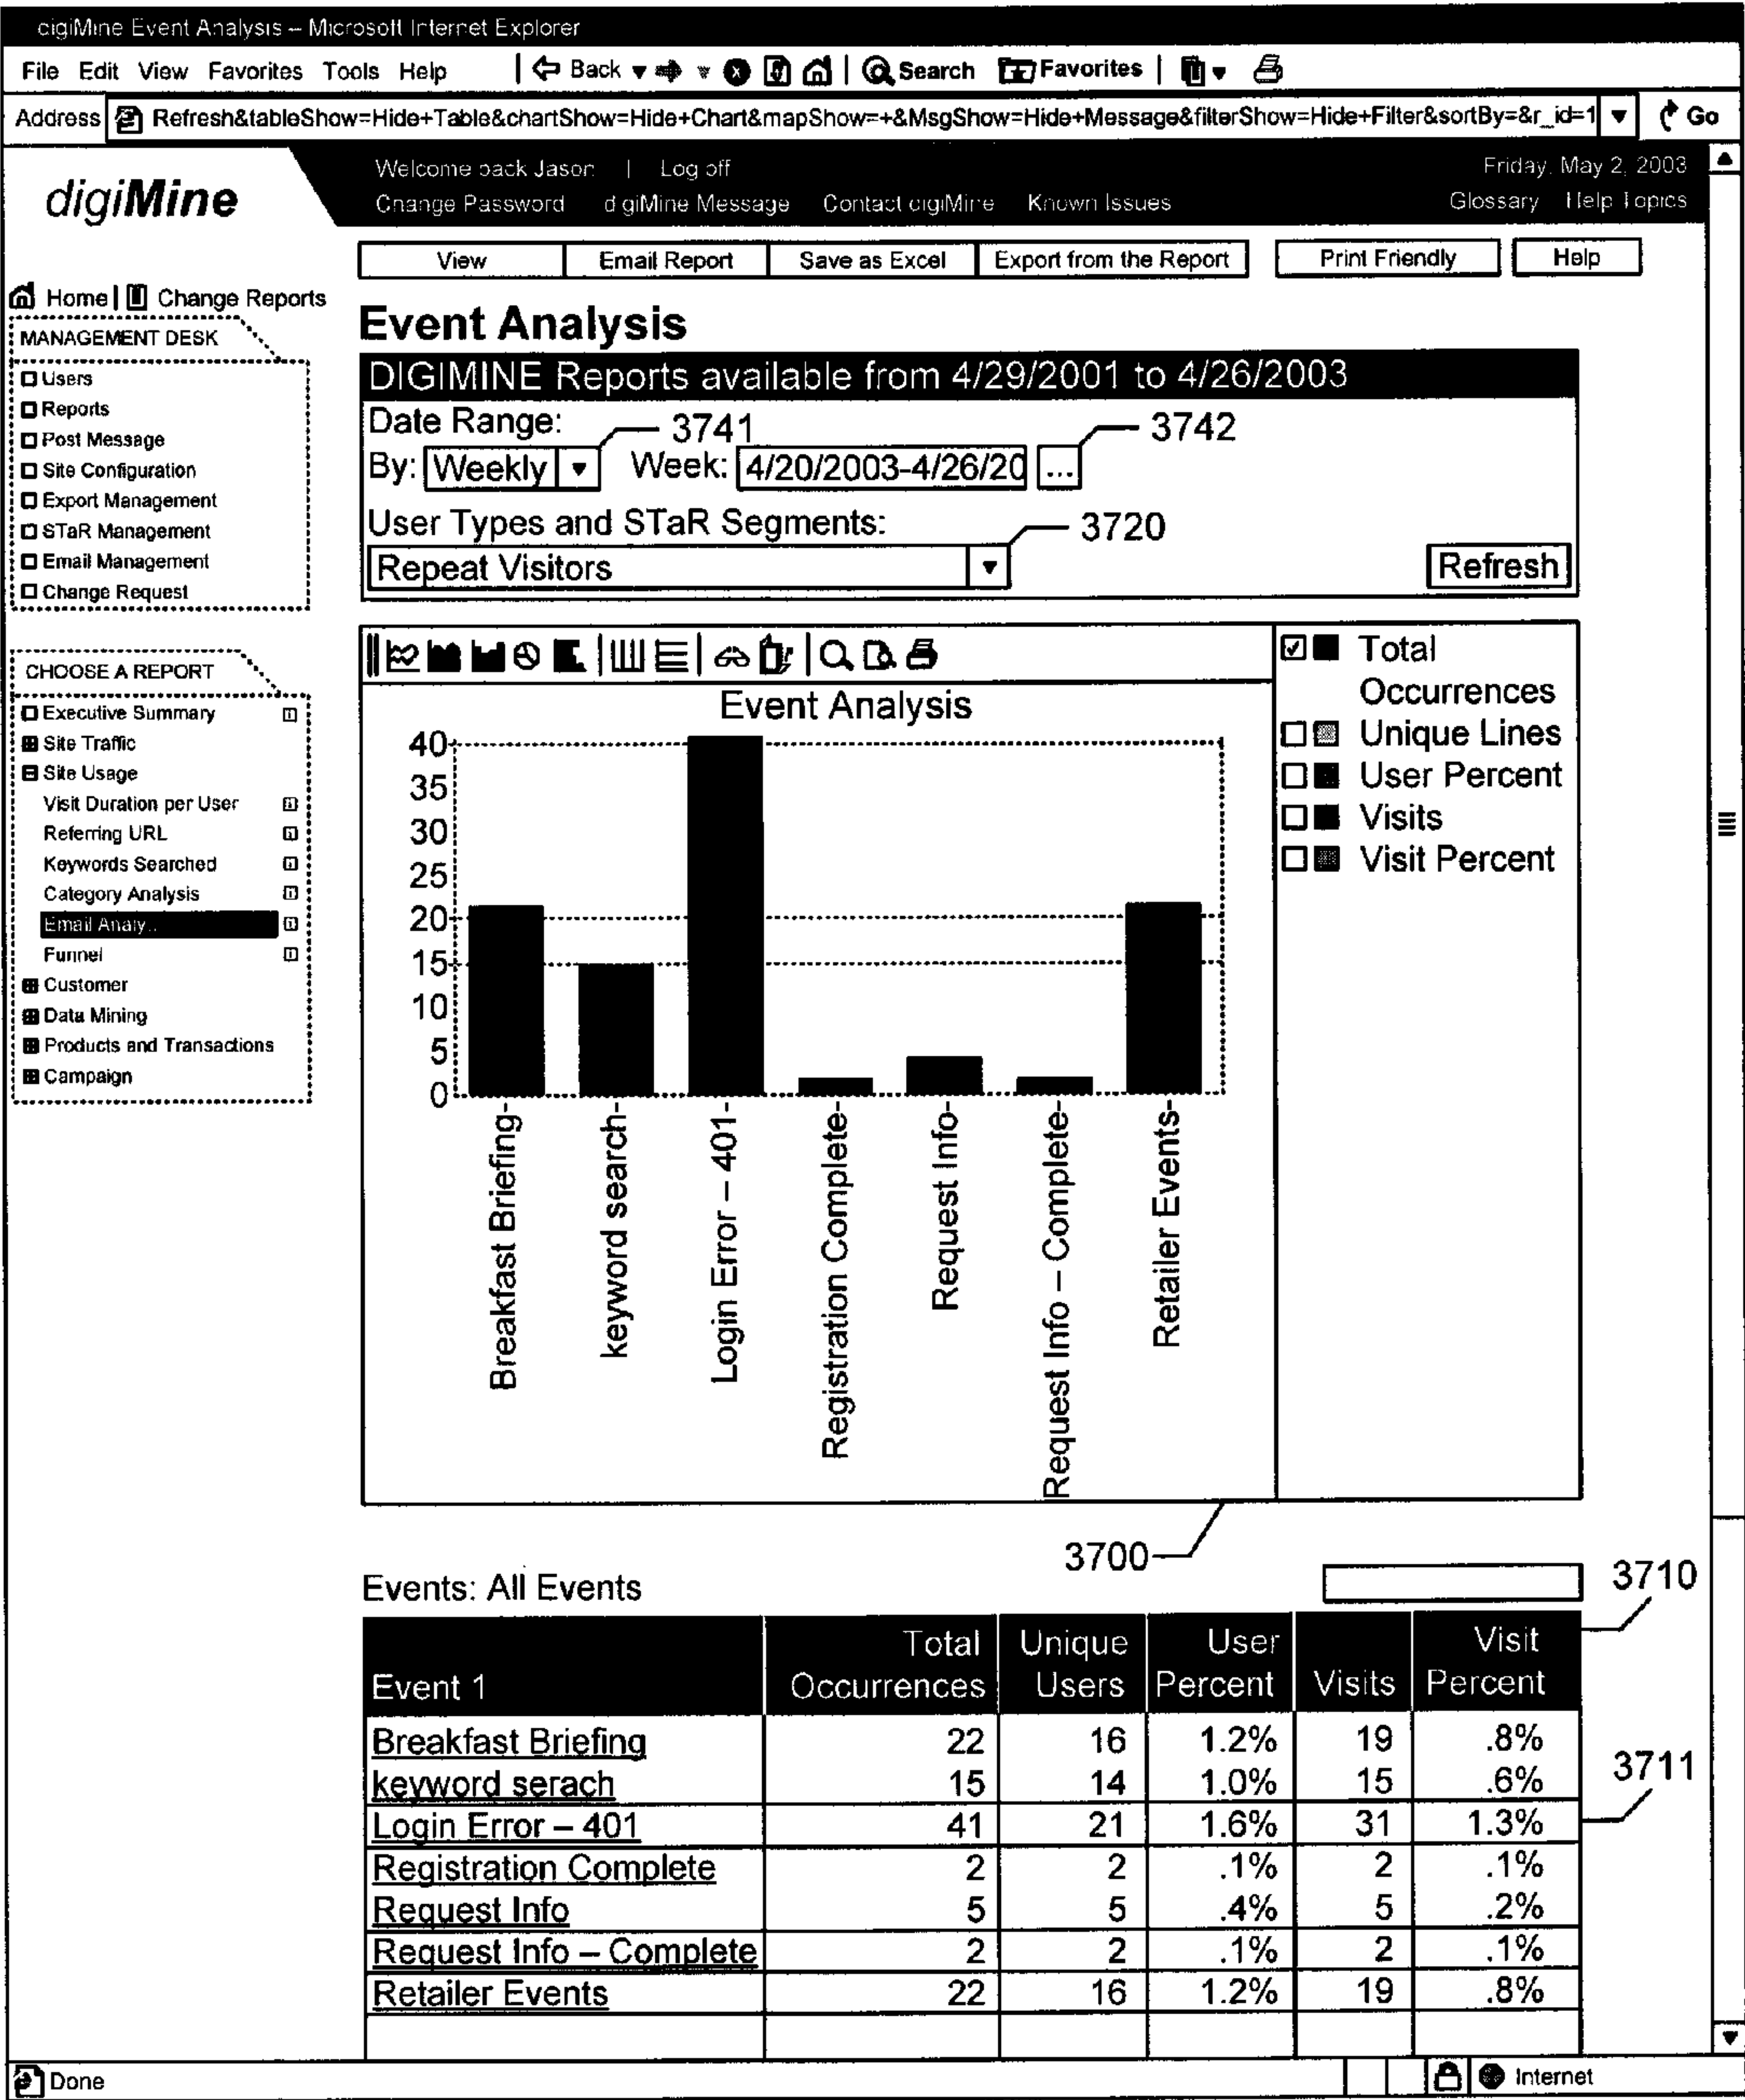 digiMine Event Analysis – Microsoft Internet Explorer
File Edit View Favorites Tools Help | Back Search Favorites
Address Refresh&tableShow=Hide+Table&chartShow=Hide+Chart&mapShow=+&MsgShow=Hide+Message&filterShow=Hide+Filter&sortBy=&r_id=1 Go
digiMine
Welcome back Jason | Log off
Friday, May 2, 2003
Change Password digiMine Message Contact digiMine Known Issues
Glossary Help Topics
View Email Report Save as Excel Export from the Report Print Friendly Help
Home | Change Reports
MANAGEMENT DESK
Users
Reports
Post Message
Site Configuration
Export Management
STaR Management
Email Management
Change Request
CHOOSE A REPORT
Executive Summary
Site Traffic
Site Usage
Visit Duration per User
Referring URL
Keywords Searched
Category Analysis
Email Analy..
Funnel
Customer
Data Mining
Products and Transactions
Campaign
Event Analysis
DIGIMINE Reports available from 4/29/2001 to 4/26/2003
Date Range:
3741
3742
By: Weekly Week: 4/20/2003-4/26/20 ...
User Types and STaR Segments:
3720
Repeat Visitors
Refresh
Event Analysis
40
35
30
25
20
15
10
5
0
Breakfast Briefing
keyword search
Login Error – 401
Registration Complete
Request Info
Request Info – Complete
Retailer Events
Total
Occurrences
Unique Lines
User Percent
Visits
Visit Percent
3700
Events: All Events
3710
Event 1 Total Occurrences Unique Users User Percent Visits Visit Percent
Breakfast Briefing 22 16 1.2% 19 .8%
keyword serach 15 14 1.0% 15 .6%
3711
Login Error – 401 41 21 1.6% 31 1.3%
Registration Complete 2 2 .1% 2 .1%
Request Info 5 5 .4% 5 .2%
Request Info – Complete 2 2 .1% 2 .1%
Retailer Events 22 16 1.2% 19 .8%
Done
Internet